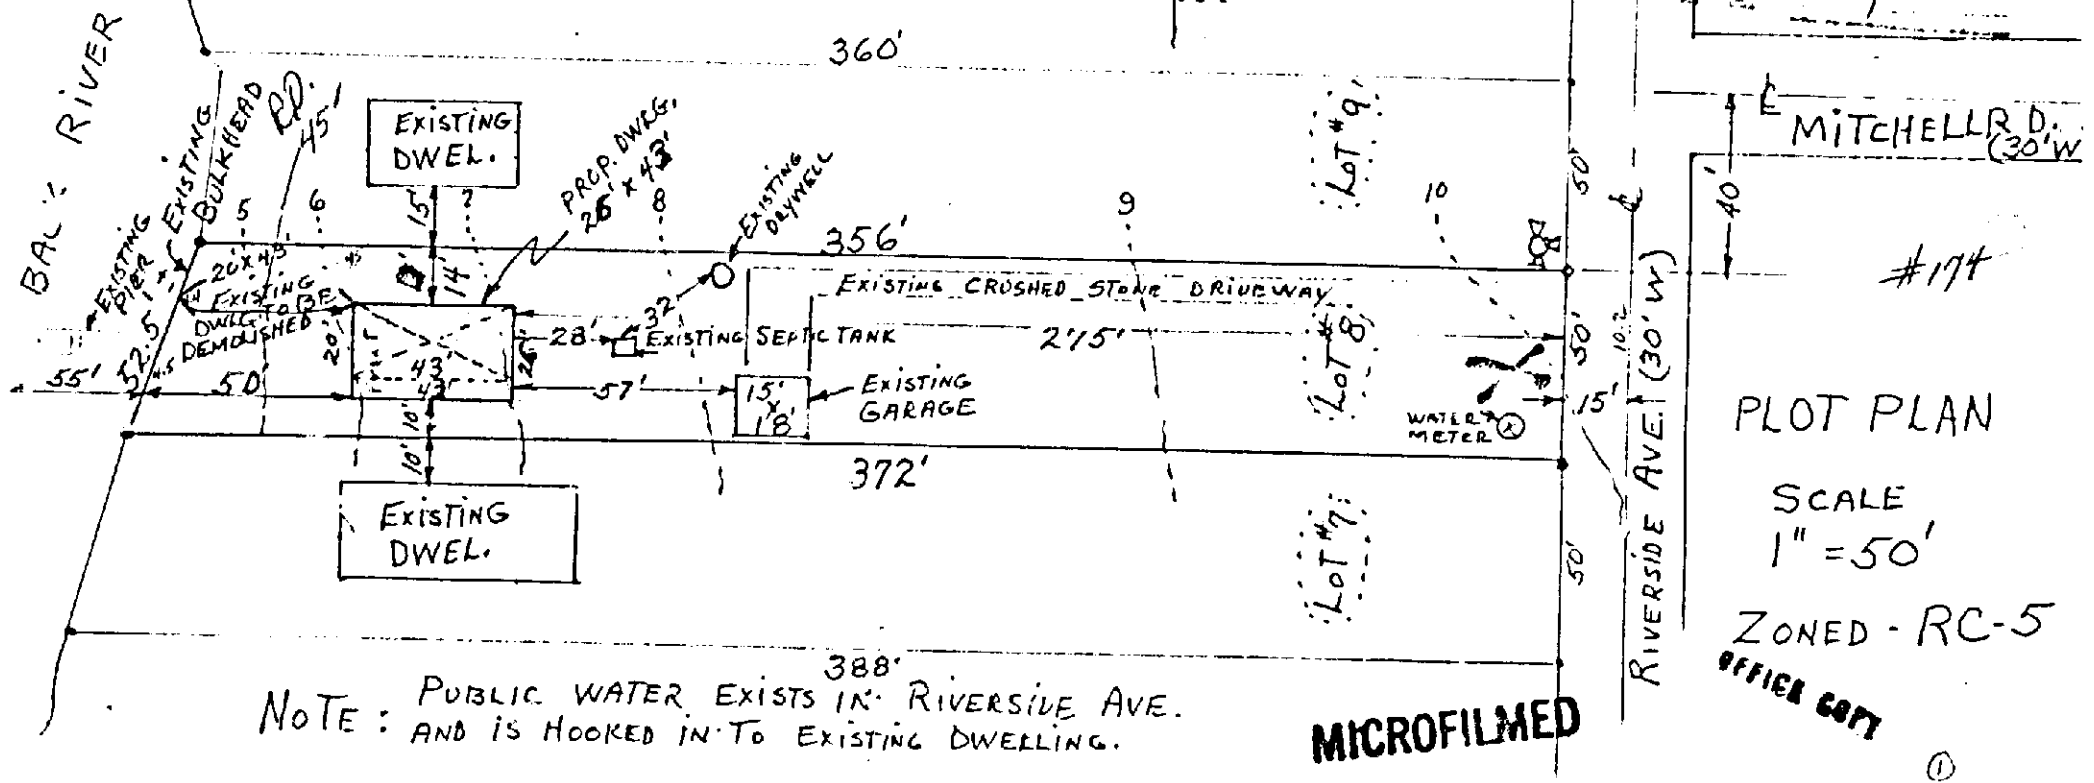 BAL'. RIVER
EXISTING
BULKHEAD
RD.
45'
EXISTING
DWEL.
PROP. DWRG.
26' x 43'
360'
EXISTING
DRYWELL
LOT #9
50'
℄
MITCHELL RD.
(30' W
40'
#174
5
6
7
8
9
10
15'
14'
356'
EXISTING
PIER
20' x 43'
EXISTING
DWLG TO BE
DEMOLISHED
EXISTING CRUSHED STONE DRIVEWAY
32
28'
EXISTING SEPTIC TANK
275'
LOT #8
50'
10.2
52.5
55'
50'
20'
43'
43'
26'
57'
15'
x
18'
EXISTING
GARAGE
WATER
METER
15'
RIVERSIDE AVE. (30' W)
10'
10'
372'
EXISTING
DWEL.
LOT #7
50'
388'
PLOT PLAN
SCALE
1" = 50'
ZONED - RC-5
OFFICE COPY
NOTE: PUBLIC WATER EXISTS IN RIVERSIDE AVE.
AND IS HOOKED IN TO EXISTING DWELLING.
MICROFILMED
1